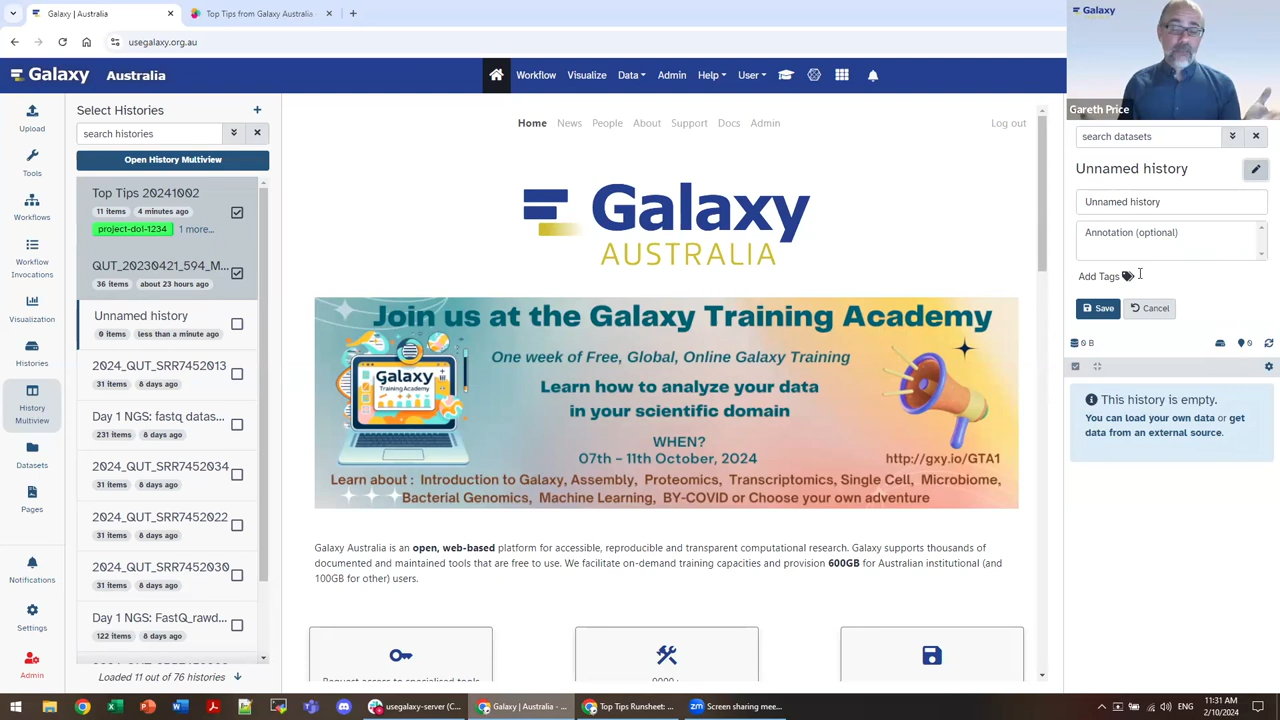 Galaxy | Australia
Top Tips from Galaxy Australia
usegalaxy.org.au
Galaxy Australia
Workflow
Visualize
Data
Admin
Help
User
Galaxy
Gareth Price
Upload
Tools
Workflows
Workflow
Invocations
Visualization
Histories
History
Multiview
Datasets
Pages
Notifications
Settings
Admin
Select Histories
search histories
Open History Multiview
Top Tips 20241002
11 items 4 minutes ago
project-dol-1234 1 more...
QUT_20230421_594_M...
36 items about 23 hours ago
Unnamed history
0 items less than a minute ago
2024_QUT_SRR7452013
31 items 8 days ago
Day 1 NGS: fastq datas...
231 items 8 days ago
2024_QUT_SRR7452034
31 items 8 days ago
2024_QUT_SRR7452022
31 items 8 days ago
2024_QUT_SRR7452030
31 items 8 days ago
Day 1 NGS: FastQ_rawd...
122 items 8 days ago
Loaded 11 out of 76 histories
Home News People About Support Docs Admin Log out
Galaxy
AUSTRALIA
Join us at the Galaxy Training Academy
One week of Free, Global, Online Galaxy Training
Learn how to analyze your data
in your scientific domain
WHEN?
07th - 11th October, 2024
http://gxy.io/GTA1
Learn about : Introduction to Galaxy, Assembly, Proteomics, Transcriptomics, Single Cell, Microbiome,
Bacterial Genomics, Machine Learning, BY-COVID or Choose your own adventure
Galaxy
Training
Academy
Galaxy Australia is an open, web-based platform for accessible, reproducible and transparent computational research. Galaxy supports thousands of
documented and maintained tools that are free to use. We facilitate on-demand training capacities and provision 600GB for Australian institutional (and
100GB for other) users.
search datasets
Unnamed history
Unnamed history
Annotation (optional)
Add Tags
Save Cancel
0 B 0
This history is empty.
You can load your own data or get
data from an external source.
usegalaxy-server (C...
Galaxy | Australia - ...
Top Tips Runsheet: ...
Screen sharing mee...
11:31 AM
2/10/2024